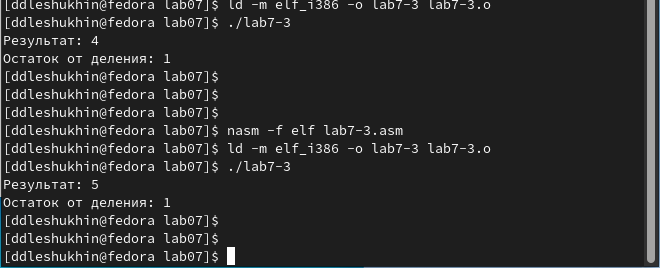 [ddleshukhin@fedora lab07]$ ld -m elf_i386 -o lab7-3 lab7-3.o
[ddleshukhin@fedora lab07]$ ./lab7-3
Результат: 4
Остаток от деления: 1
[ddleshukhin@fedora lab07]$
[ddleshukhin@fedora lab07]$
[ddleshukhin@fedora lab07]$
[ddleshukhin@fedora lab07]$ nasm -f elf lab7-3.asm
[ddleshukhin@fedora lab07]$ ld -m elf_i386 -o lab7-3 lab7-3.o
[ddleshukhin@fedora lab07]$ ./lab7-3
Результат: 5
Остаток от деления: 1
[ddleshukhin@fedora lab07]$
[ddleshukhin@fedora lab07]$
[ddleshukhin@fedora lab07]$